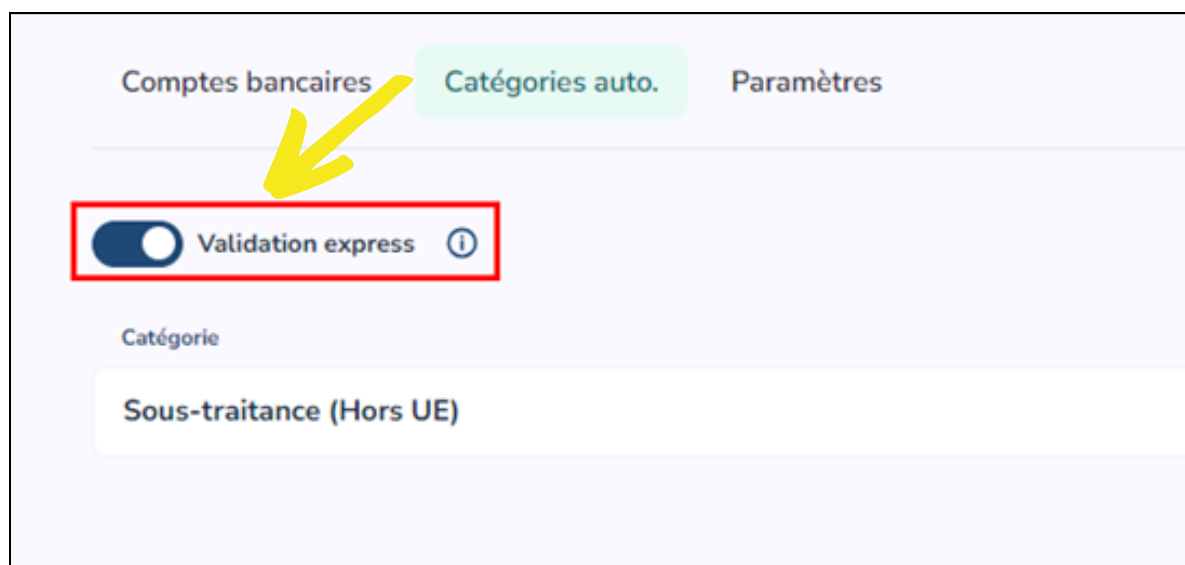 Comptes bancaires Catégories auto. Paramètres
Validation express
Catégorie
Sous-traitance (Hors UE)